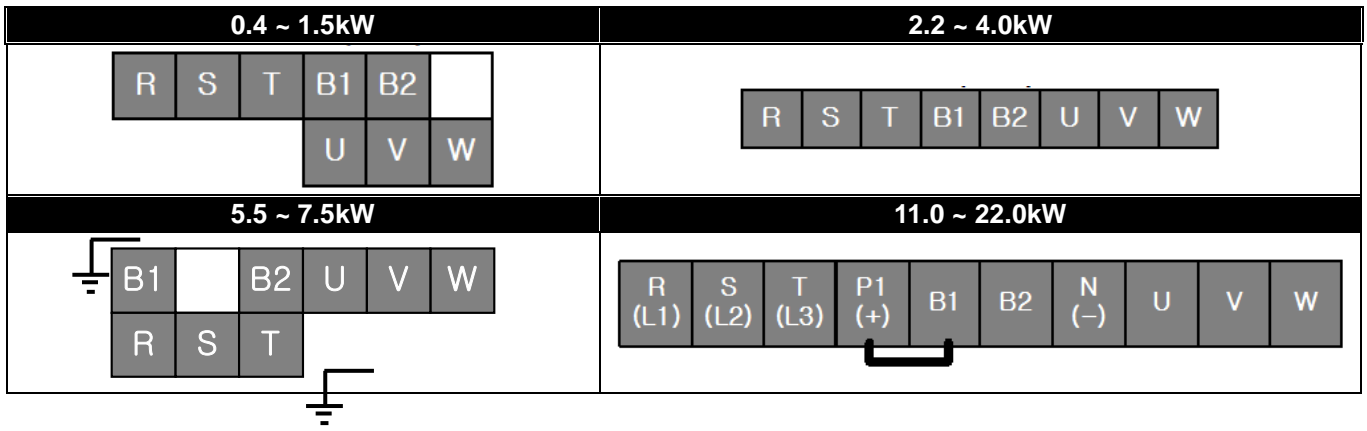 0.4 ~ 1.5kW
2.2 ~ 4.0kW
R S T B1 B2
U V W
R S T B1 B2 U V W
5.5 ~ 7.5kW
11.0 ~ 22.0kW
B1 B2 U V W
R S T
R S T P1 B1 B2 N U V W
(L1) (L2) (L3) (+) (−)